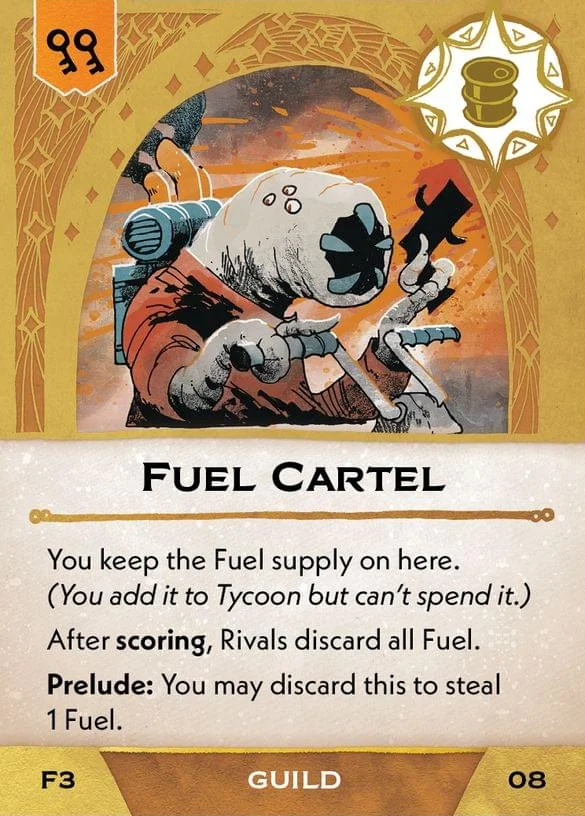 FUEL CARTEL
You keep the Fuel supply on here.
(You add it to Tycoon but can't spend it.)
After scoring, Rivals discard all Fuel.
Prelude: You may discard this to steal
1 Fuel.
F3 GUILD 08